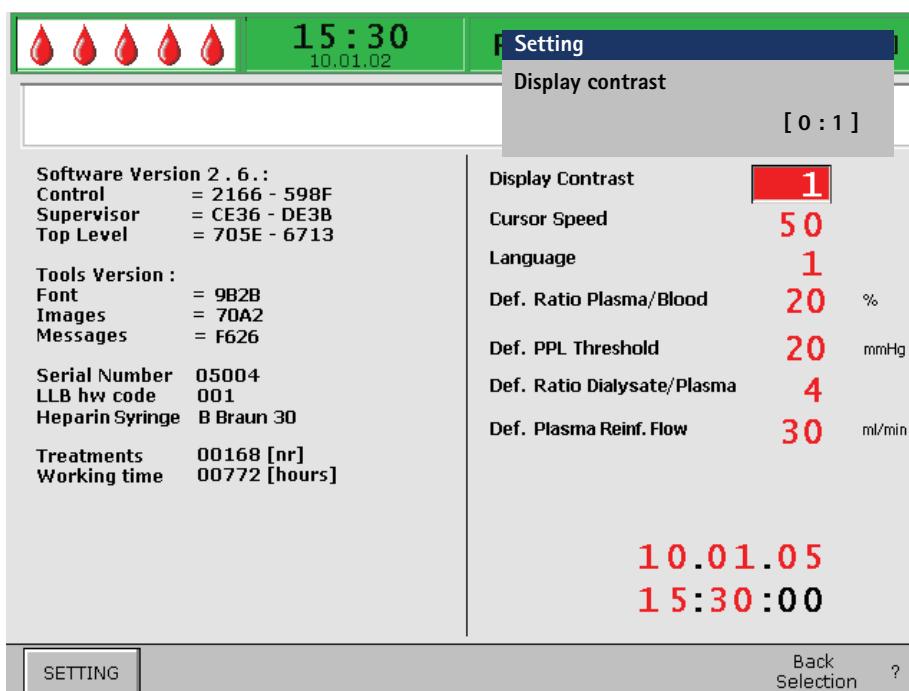 15:30
10.01.02
Setting
Display contrast
[ 0 : 1 ]
Software Version 2 . 6 . :
Control = 2166 - 598F
Supervisor = CE36 - DE3B
Top Level = 705E - 6713
Tools Version :
Font = 9B2B
Images = 70A2
Messages = F626
Serial Number 05004
LLB hw code 001
Heparin Syringe B Braun 30
Treatments 00168 [nr]
Working time 00772 [hours]
Display Contrast 1
Cursor Speed 50
Language 1
Def. Ratio Plasma/Blood 20 %
Def. PPL Threshold 20 mmHg
Def. Ratio Dialysate/Plasma 4
Def. Plasma Reinf. Flow 30 ml/min
10.01.05
15:30:00
SETTING
Back
Selection
?